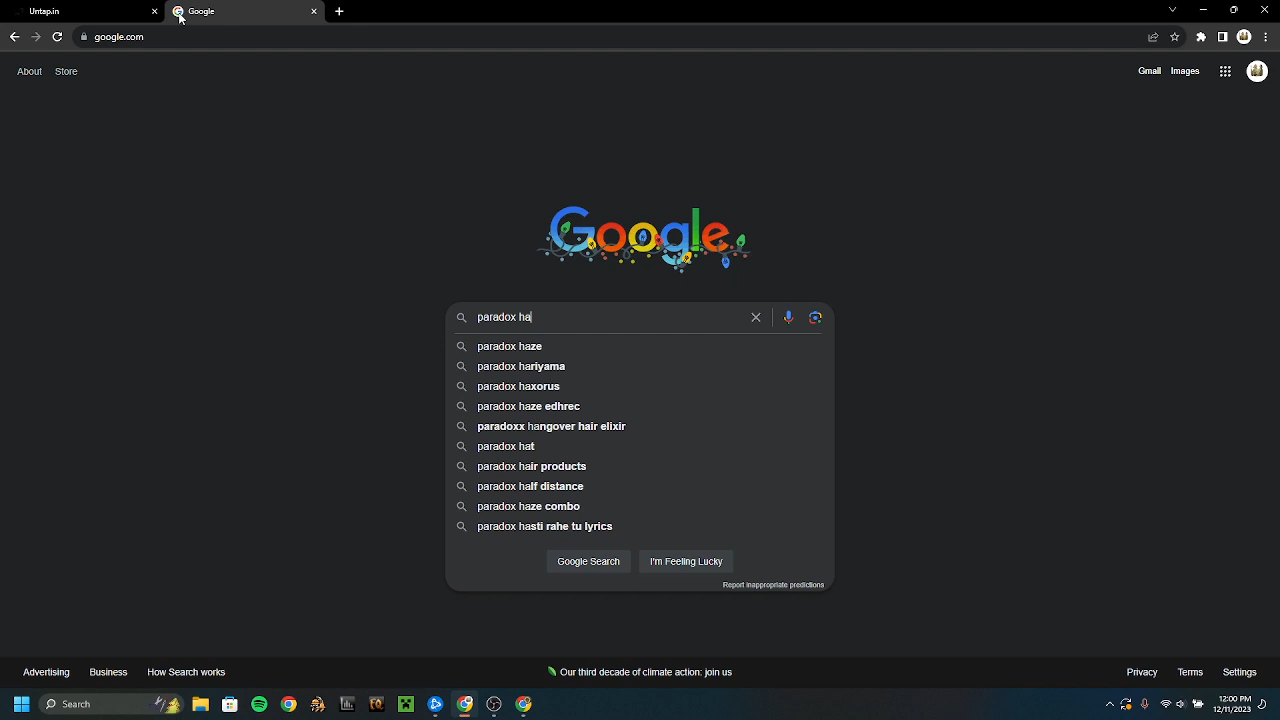 Untap.in
Google
google.com
About Store
Gmail Images
Google
paradox ha
paradox haze
paradox hariyama
paradox haxorus
paradox haze edhrec
paradoxx hangover hair elixir
paradox hat
paradox hair products
paradox half distance
paradox haze combo
paradox hasti rahe tu lyrics
Google Search I'm Feeling Lucky
Report inappropriate predictions
Advertising Business How Search works Our third decade of climate action: join us Privacy Terms Settings
Search
12:00 PM
12/11/2023